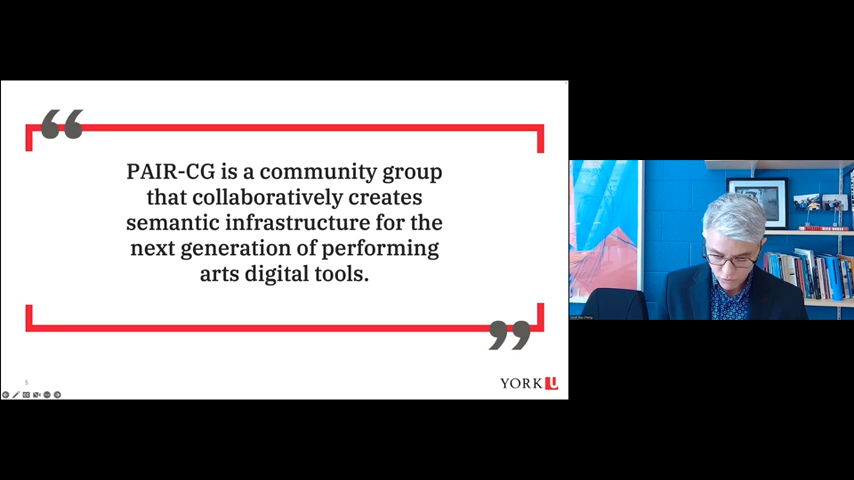 “
PAIR-CG is a community group
that collaboratively creates
semantic infrastructure for the
next generation of performing
arts digital tools.
”
5
YORK U